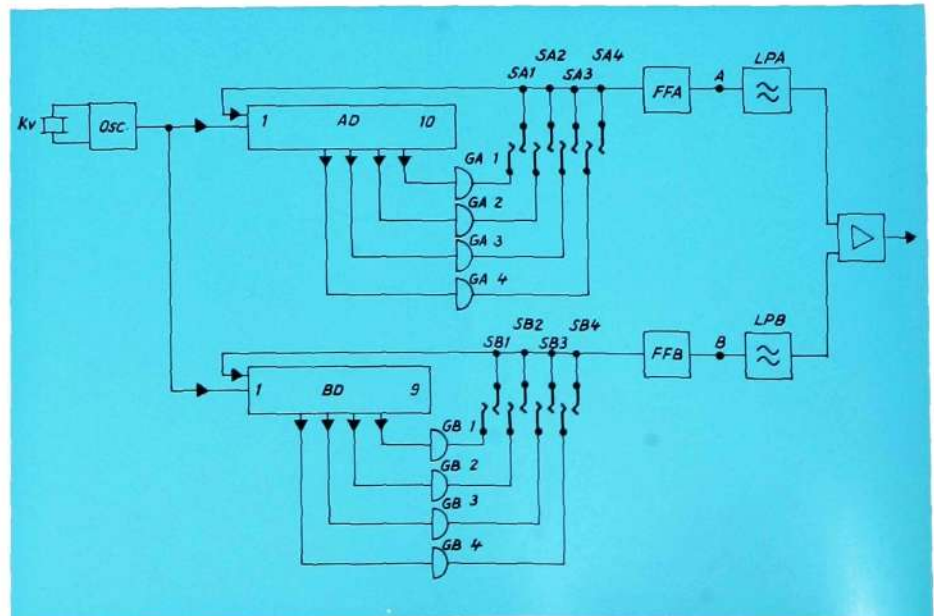 SA1 SA2 SA3 SA4
FFA
A
LPA
Kv
OSC.
1 AD 10
GA 1
GA 2
GA 3
GA 4
SB1 SB2 SB3 SB4
FFB
B
LPB
1 BD 9
GB 1
GB 2
GB 3
GB 4